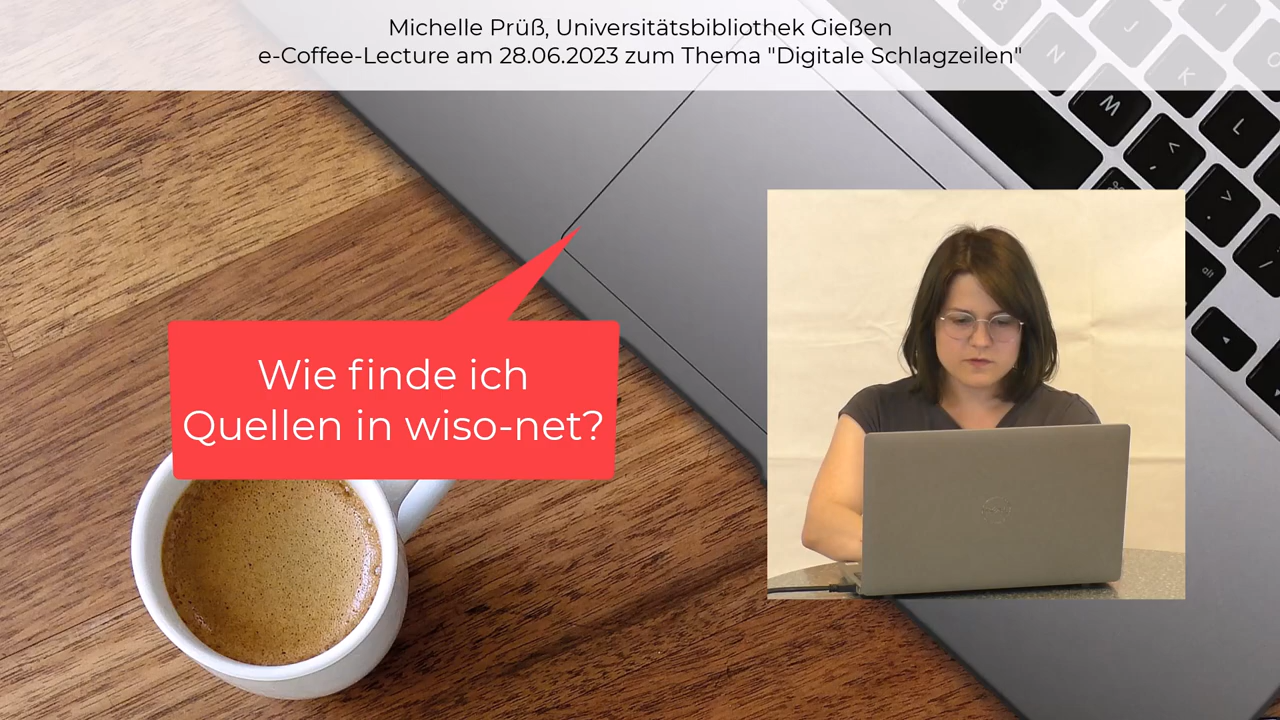 Michelle Prüß, Universitätsbibliothek Gießen
e-Coffee-Lecture am 28.06.2023 zum Thema "Digitale Schlagzeilen"
B
J
I
N
K
O
M
L
<
,
>
.
/
alt
⌘
Wie finde ich
Quellen in wiso-net?